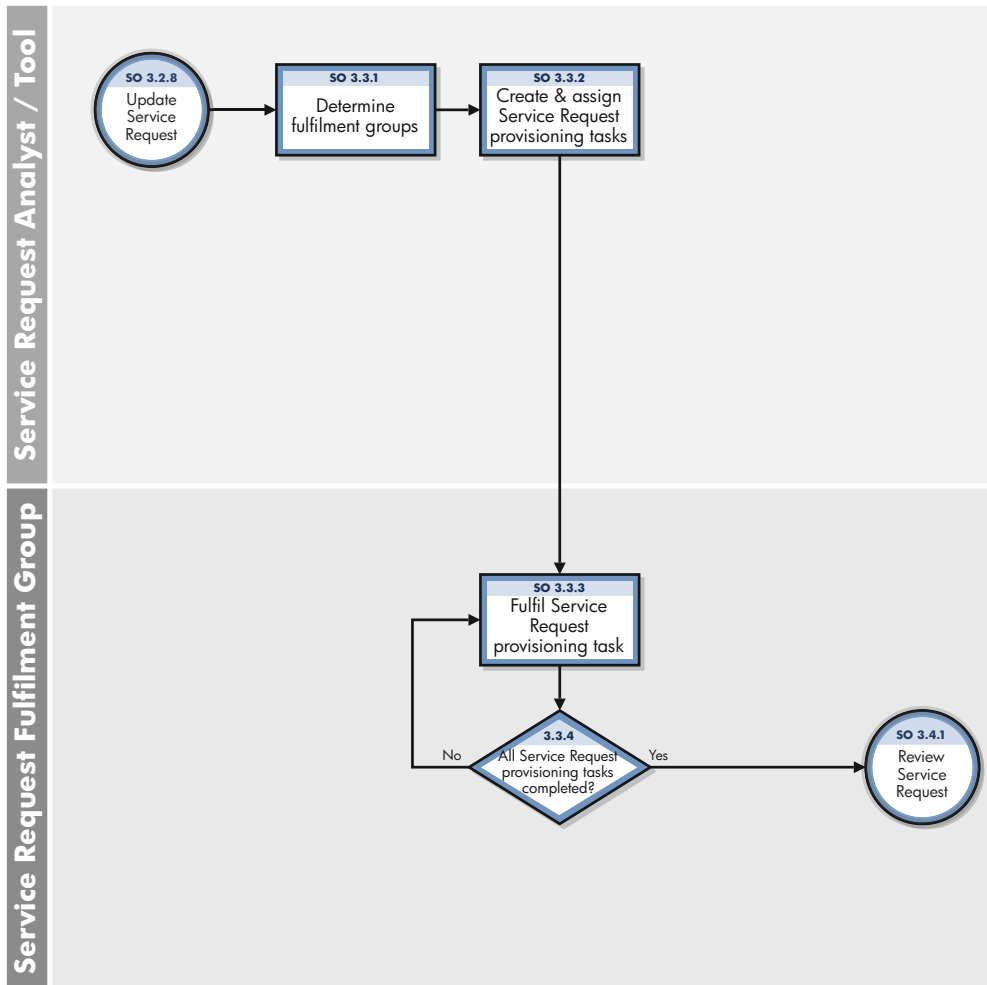 Service Request Analyst / Tool
SO 3.2.8
Update
Service
Request
SO 3.3.1
Determine
fulfilment groups
SO 3.3.2
Create & assign
Service Request
provisioning tasks
Service Request Fulfilment Group
SO 3.3.3
Fulfil Service
Request
provisioning task
3.3.4
All Service Request
provisioning tasks
completed?
No
Yes
SO 3.4.1
Review
Service
Request